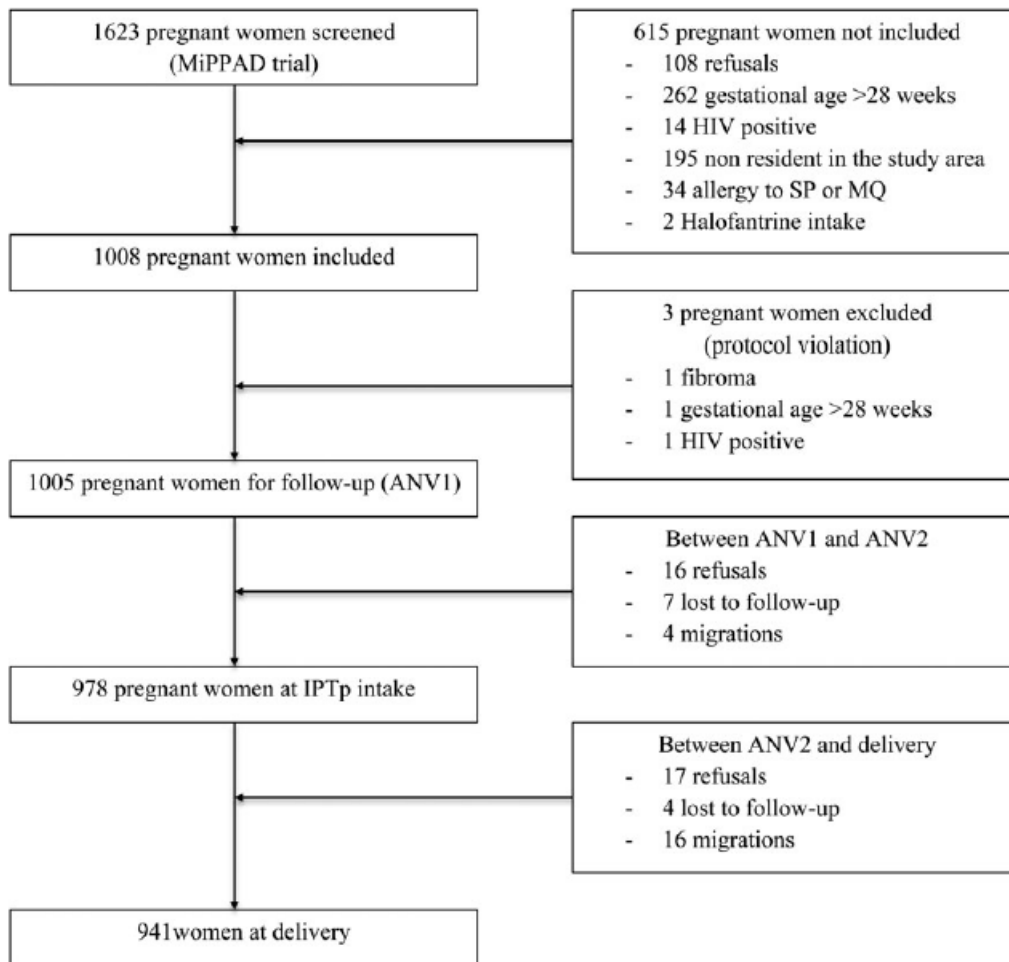 1623 pregnant women screened
(MiPPAD trial)
615 pregnant women not included
- 108 refusals
- 262 gestational age >28 weeks
- 14 HIV positive
- 195 non resident in the study area
- 34 allergy to SP or MQ
- 2 Halofantrine intake
1008 pregnant women included
3 pregnant women excluded
(protocol violation)
- 1 fibroma
- 1 gestational age >28 weeks
- 1 HIV positive
1005 pregnant women for follow-up (ANV1)
Between ANV1 and ANV2
- 16 refusals
- 7 lost to follow-up
- 4 migrations
978 pregnant women at IPTp intake
Between ANV2 and delivery
- 17 refusals
- 4 lost to follow-up
- 16 migrations
941women at delivery